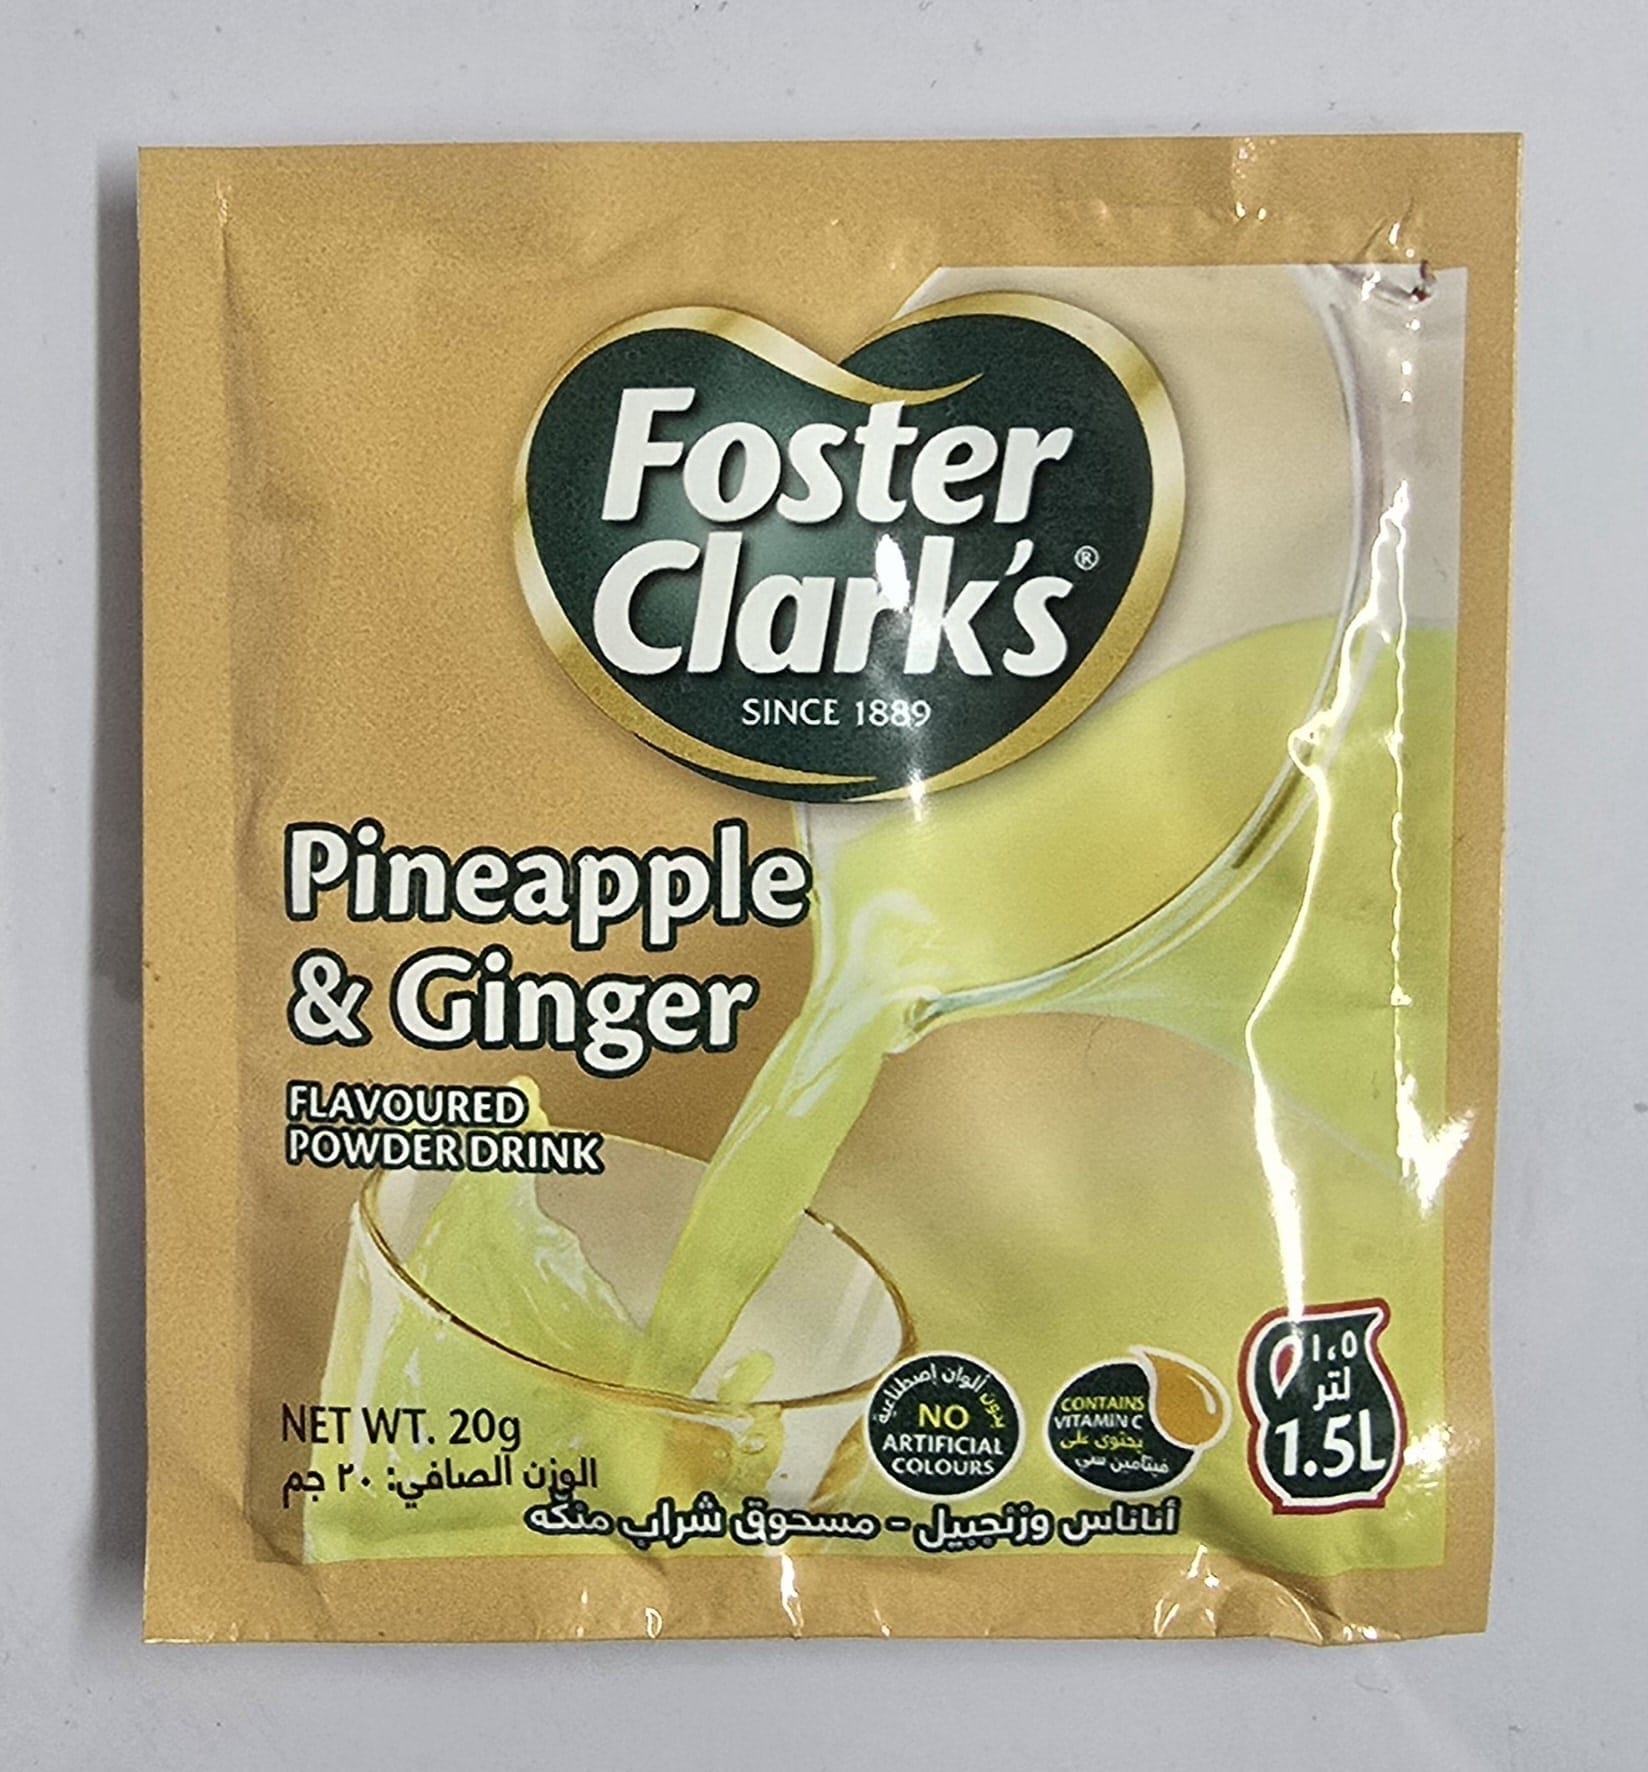 Foster
Clark's®
SINCE 1889
Pineapple
& Ginger
FLAVOURED
POWDER DRINK
NET WT. 20g
الوزن الصافي: ٢٠ جم
بدون ألوان إصطناعية
NO
ARTIFICIAL
COLOURS
CONTAINS
VITAMIN C
يحتوي على
فيتامين سي
١،٥
لتر
1.5L
أناناس وزنجبيل - مسحوق شراب منكه